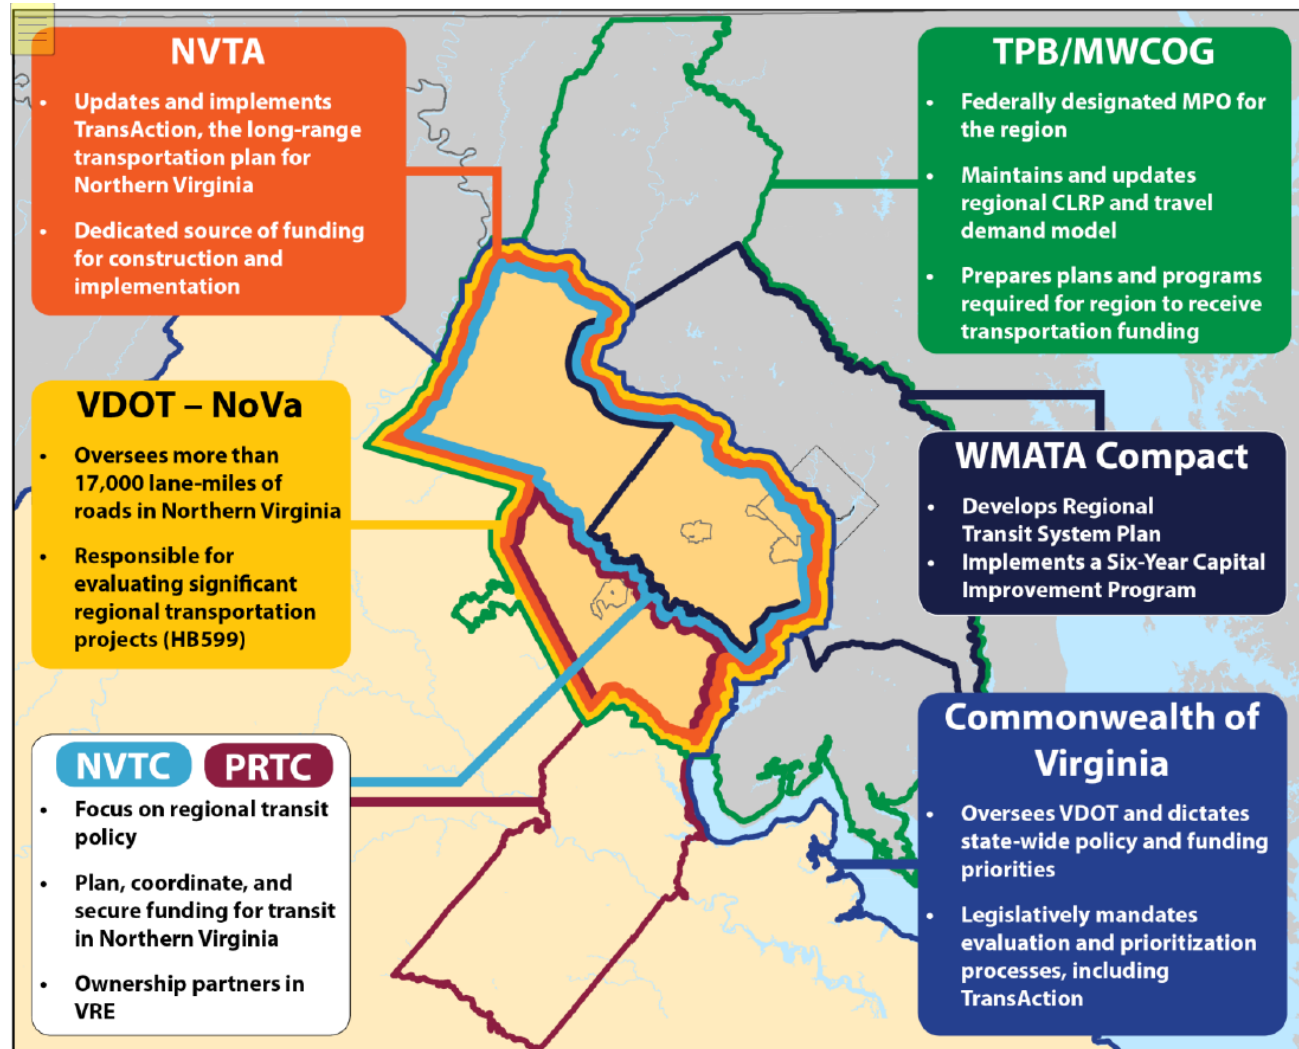 NVTA
• Updates and implements
TransAction, the long-range
transportation plan for
Northern Virginia
• Dedicated source of funding
for construction and
implementation
TPB/MWCOG
• Federally designated MPO for
the region
• Maintains and updates
regional CLRP and travel
demand model
• Prepares plans and programs
required for region to receive
transportation funding
VDOT – NoVa
• Oversees more than
17,000 lane-miles of
roads in Northern Virginia
• Responsible for
evaluating significant
regional transportation
projects (HB599)
WMATA Compact
• Develops Regional
Transit System Plan
• Implements a Six-Year Capital
Improvement Program
NVTC PRTC
• Focus on regional transit
policy
• Plan, coordinate, and
secure funding for transit
in Northern Virginia
• Ownership partners in
VRE
Commonwealth of
Virginia
• Oversees VDOT and dictates
state-wide policy and funding
priorities
• Legislatively mandates
evaluation and prioritization
processes, including
TransAction